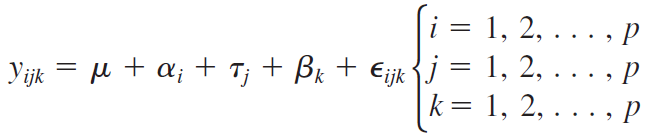 y_{ijk} = μ + α_i + τ_j + β_k + ϵ_{ijk} { i = 1, 2, . . . , p
j = 1, 2, . . . , p
k = 1, 2, . . . , p